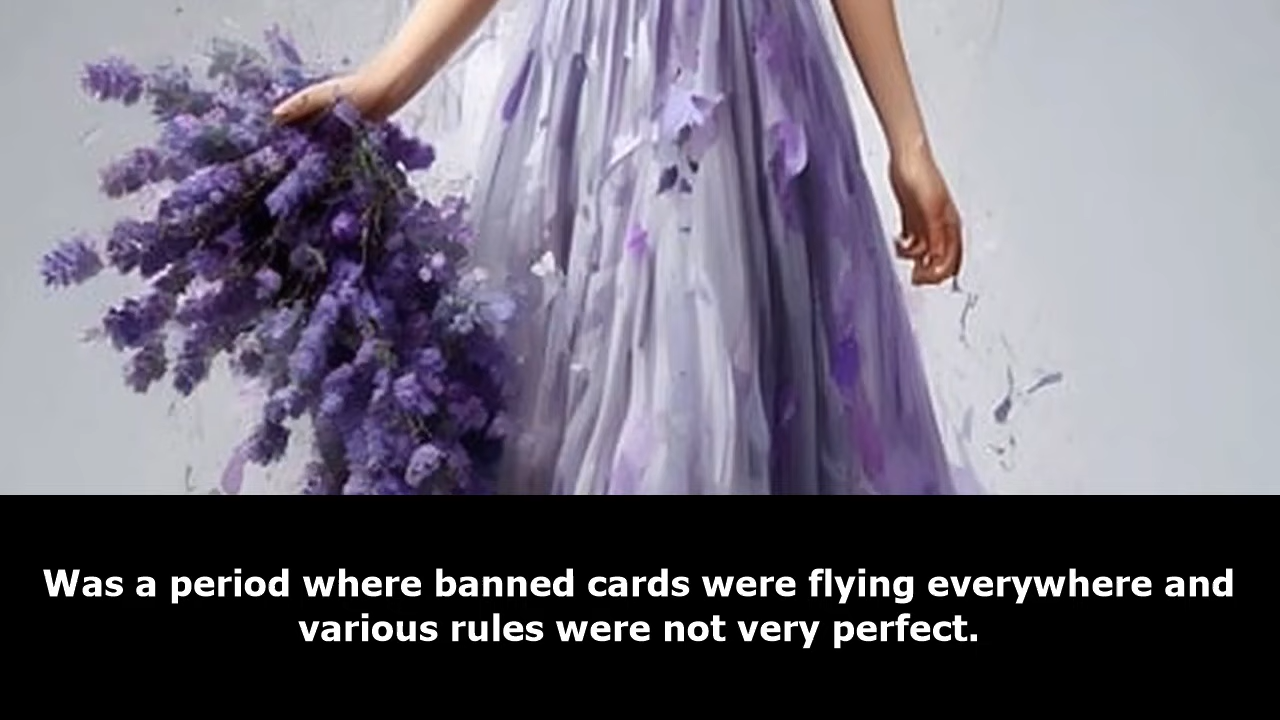 Was a period where banned cards were flying everywhere and
various rules were not very perfect.